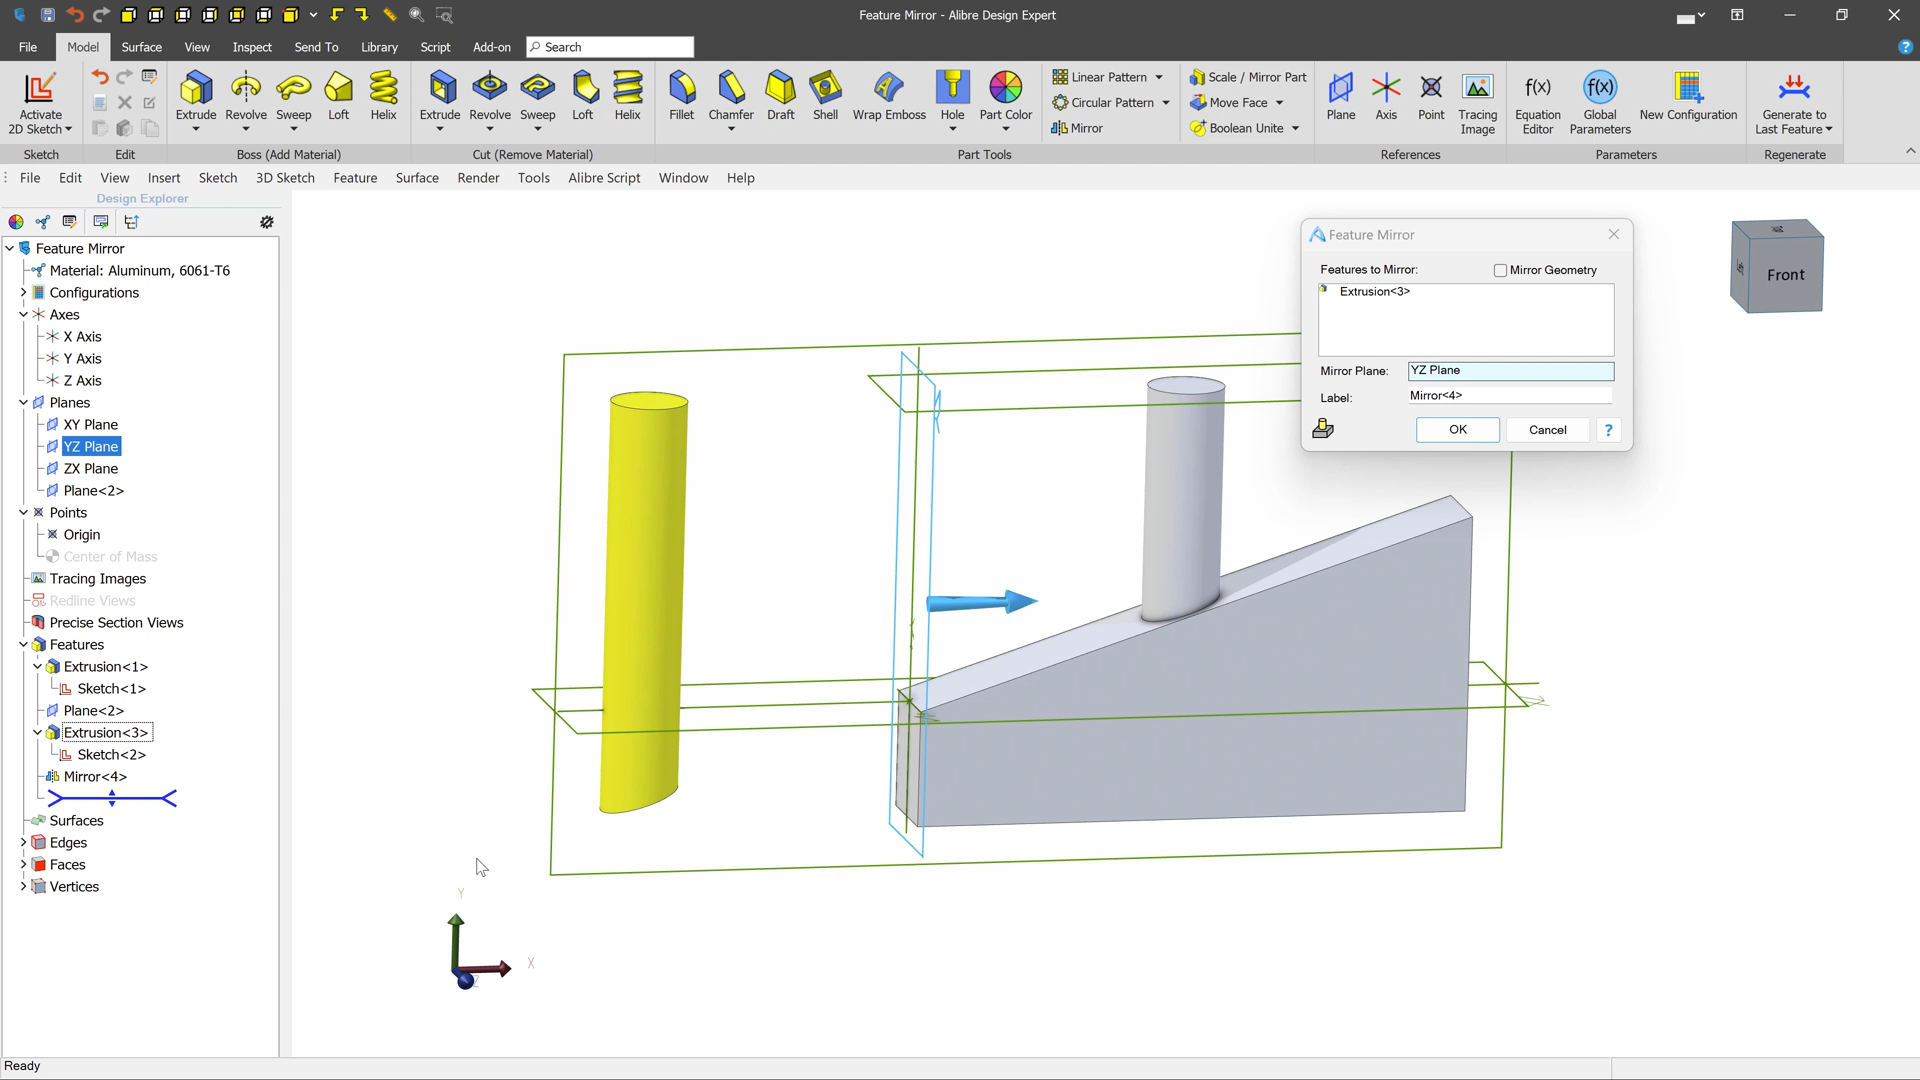 Feature Mirror - Alibre Design Expert
File Model Surface View Inspect Send To Library Script Add-on Search
Activate 2D Sketch
Extrude Revolve Sweep Loft Helix
Extrude Revolve Sweep Loft Helix
Fillet Chamfer Draft Shell Wrap Emboss Hole Part Color
Linear Pattern
Circular Pattern
Mirror
Scale / Mirror Part
Move Face
Boolean Unite
Plane Axis Point Tracing Image
f(x) Equation Editor
f(x) Global Parameters
New Configuration
Generate to Last Feature
Sketch Edit Boss (Add Material) Cut (Remove Material) Part Tools References Parameters Regenerate
File Edit View Insert Sketch 3D Sketch Feature Surface Render Tools Alibre Script Window Help
Design Explorer
Feature Mirror
Material: Aluminum, 6061-T6
Configurations
Axes
X Axis
Y Axis
Z Axis
Planes
XY Plane
YZ Plane
ZX Plane
Plane<2>
Points
Origin
Center of Mass
Tracing Images
Redline Views
Precise Section Views
Features
Extrusion<1>
Sketch<1>
Plane<2>
Extrusion<3>
Sketch<2>
Mirror<4>
Surfaces
Edges
Faces
Vertices
Feature Mirror
Features to Mirror: Mirror Geometry
Extrusion<3>
Mirror Plane: YZ Plane
Label: Mirror<4>
OK Cancel ?
Front
Y
X
Z
Ready